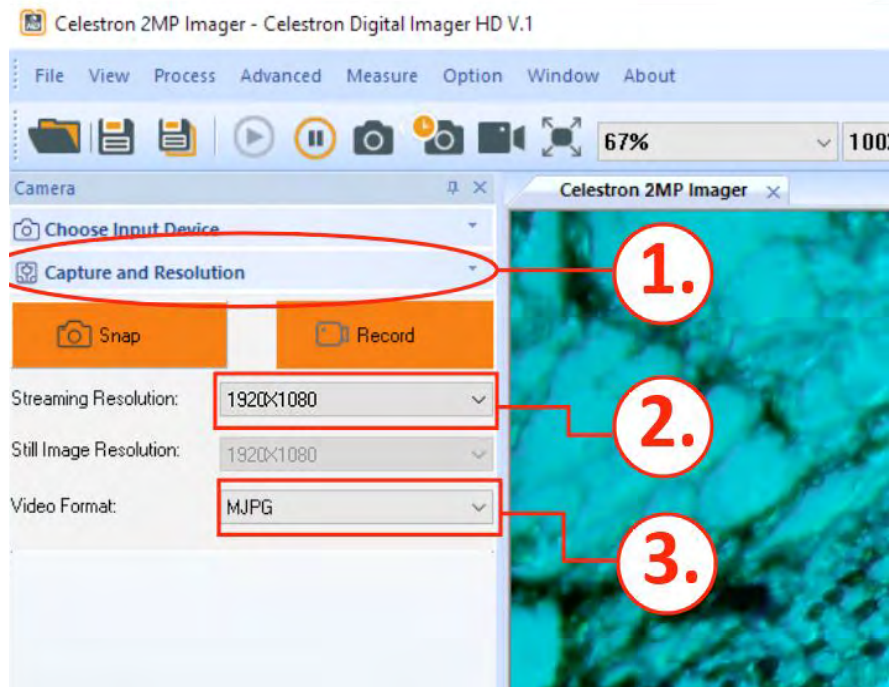 Celestron 2MP Imager - Celestron Digital Imager HD V.1
File View Process Advanced Measure Option Window About
67%
Camera
Celestron 2MP Imager
Choose Input Device
Capture and Resolution
1.
Snap Record
Streaming Resolution: 1920X1080
2.
Still Image Resolution: 1920X1080
Video Format: MJPG
3.